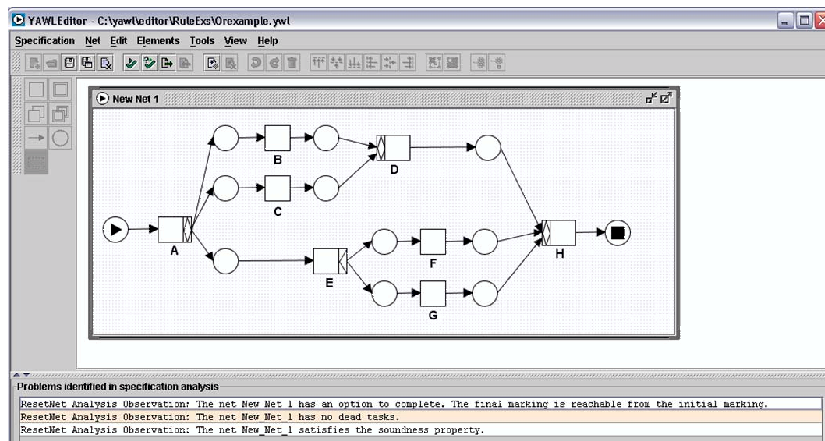 YAWLEditor - C:\yawl\editor\RuleExs\Orexample.ywl
Specification Net Edit Elements Tools View Help
New Net 1
B
D
C
A
F
H
E
G
Problems identified in specification analysis
ResetNet Analysis Observation: The net New_Net_1 has an option to complete. The final marking is reachable from the initial marking.
ResetNet Analysis Observation: The net New_Net_1 has no dead tasks.
ResetNet Analysis Observation: The net New_Net_1 satisfies the soundness property.